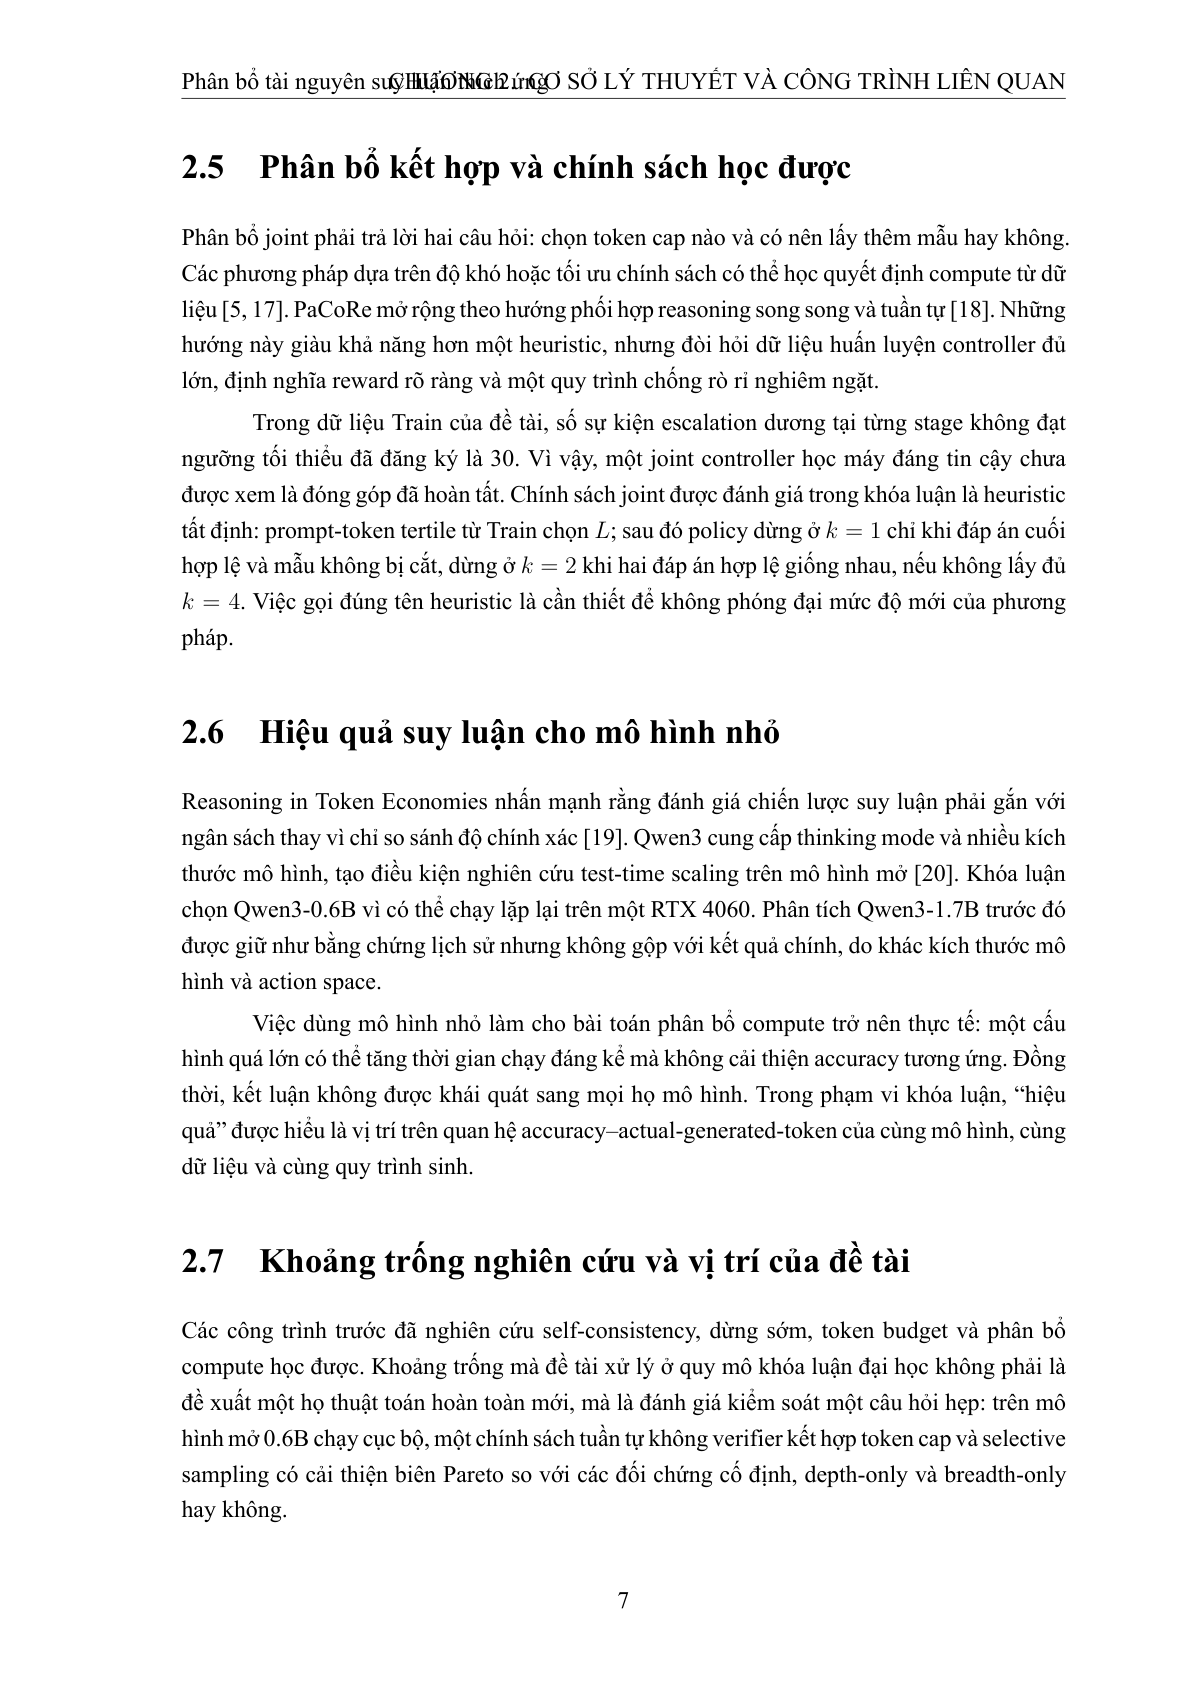 Phân bổ tài nguyên suy luận thích ứng CHƯƠNG 2. CƠ SỞ LÝ THUYẾT VÀ CÔNG TRÌNH LIÊN QUAN
2.5 Phân bổ kết hợp và chính sách học được
Phân bổ joint phải trả lời hai câu hỏi: chọn token cap nào và có nên lấy thêm mẫu hay không.
Các phương pháp dựa trên độ khó hoặc tối ưu chính sách có thể học quyết định compute từ dữ
liệu [5, 17]. PaCoRe mở rộng theo hướng phối hợp reasoning song song và tuần tự [18]. Những
hướng này giàu khả năng hơn một heuristic, nhưng đòi hỏi dữ liệu huấn luyện controller đủ
lớn, định nghĩa reward rõ ràng và một quy trình chống rò rỉ nghiêm ngặt.
Trong dữ liệu Train của đề tài, số sự kiện escalation dương tại từng stage không đạt
ngưỡng tối thiểu đã đăng ký là 30. Vì vậy, một joint controller học máy đáng tin cậy chưa
được xem là đóng góp đã hoàn tất. Chính sách joint được đánh giá trong khóa luận là heuristic
tất định: prompt-token tertile từ Train chọn L; sau đó policy dừng ở k = 1 chỉ khi đáp án cuối
hợp lệ và mẫu không bị cắt, dừng ở k = 2 khi hai đáp án hợp lệ giống nhau, nếu không lấy đủ
k = 4. Việc gọi đúng tên heuristic là cần thiết để không phóng đại mức độ mới của phương
pháp.
2.6 Hiệu quả suy luận cho mô hình nhỏ
Reasoning in Token Economies nhấn mạnh rằng đánh giá chiến lược suy luận phải gắn với
ngân sách thay vì chỉ so sánh độ chính xác [19]. Qwen3 cung cấp thinking mode và nhiều kích
thước mô hình, tạo điều kiện nghiên cứu test-time scaling trên mô hình mở [20]. Khóa luận
chọn Qwen3-0.6B vì có thể chạy lặp lại trên một RTX 4060. Phân tích Qwen3-1.7B trước đó
được giữ như bằng chứng lịch sử nhưng không gộp với kết quả chính, do khác kích thước mô
hình và action space.
Việc dùng mô hình nhỏ làm cho bài toán phân bổ compute trở nên thực tế: một cấu
hình quá lớn có thể tăng thời gian chạy đáng kể mà không cải thiện accuracy tương ứng. Đồng
thời, kết luận không được khái quát sang mọi họ mô hình. Trong phạm vi khóa luận, “hiệu
quả” được hiểu là vị trí trên quan hệ accuracy–actual-generated-token của cùng mô hình, cùng
dữ liệu và cùng quy trình sinh.
2.7 Khoảng trống nghiên cứu và vị trí của đề tài
Các công trình trước đã nghiên cứu self-consistency, dừng sớm, token budget và phân bổ
compute học được. Khoảng trống mà đề tài xử lý ở quy mô khóa luận đại học không phải là
đề xuất một họ thuật toán hoàn toàn mới, mà là đánh giá kiểm soát một câu hỏi hẹp: trên mô
hình mở 0.6B chạy cục bộ, một chính sách tuần tự không verifier kết hợp token cap và selective
sampling có cải thiện biên Pareto so với các đối chứng cố định, depth-only và breadth-only
hay không.
7